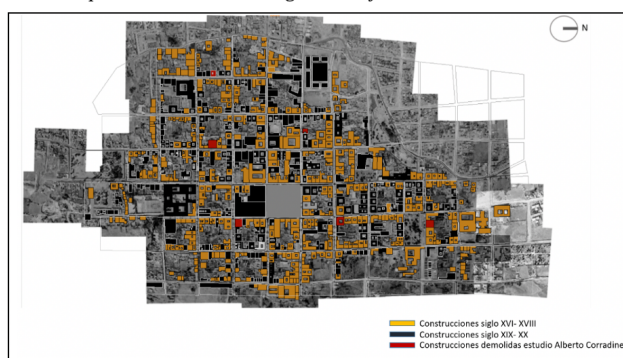 N
Construcciones siglo XVI- XVIII
Construcciones siglo XIX- XX
Construcciones demolidas estudio Alberto Corradine